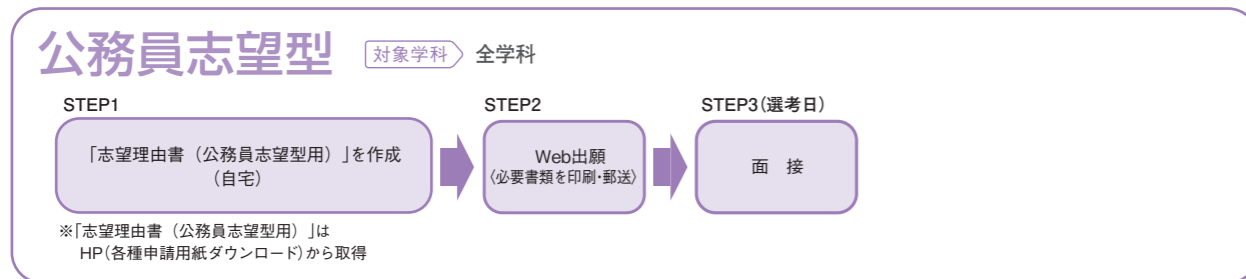 公務員志望型 対象学科 全学科
STEP1
「志望理由書（公務員志望型用）」を作成
（自宅）
※「志望理由書（公務員志望型用）」は
HP（各種申請用紙ダウンロード）から取得
STEP2
Web出願
〈必要書類を印刷・郵送〉
STEP3（選考日）
面　接